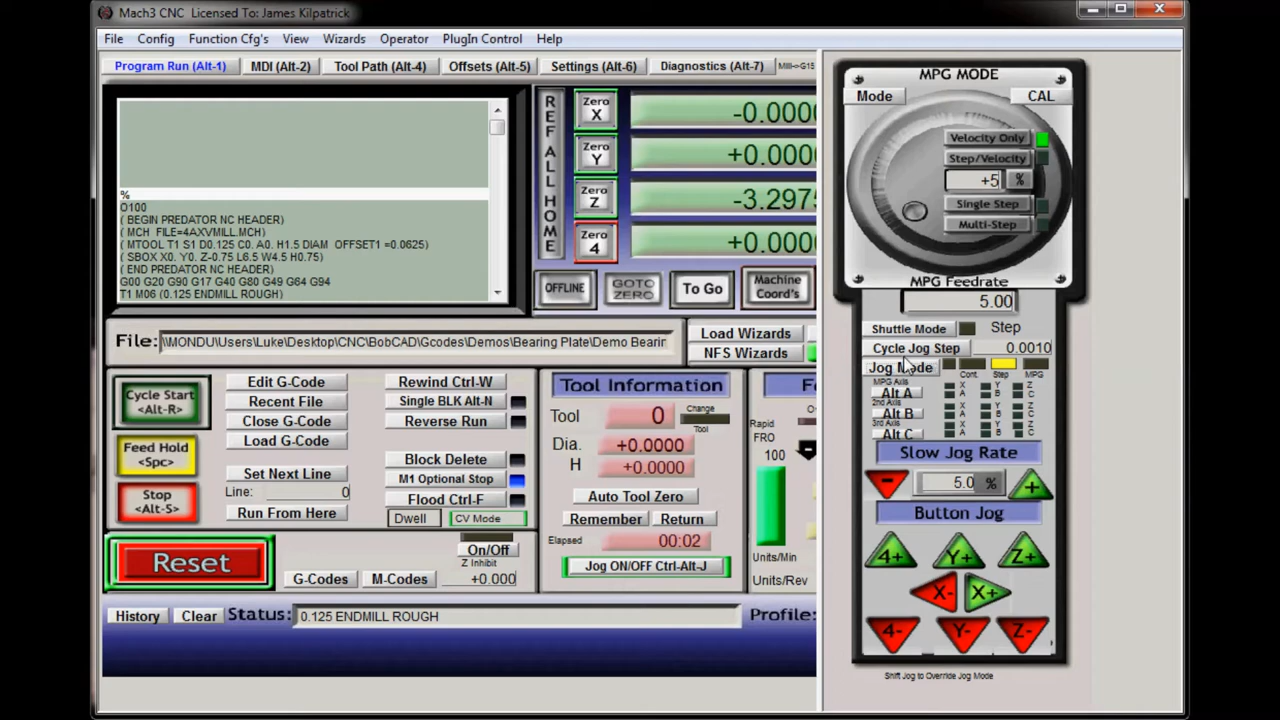 Mach3 CNC Licensed To: James Kilpatrick
File Config Function Cfg's View Wizards Operator PlugIn Control Help
Program Run (Alt-1) MDI (Alt-2) Tool Path (Alt-4) Offsets (Alt-5) Settings (Alt-6) Diagnostics (Alt-7) Mill->G15
%
O100
( BEGIN PREDATOR NC HEADER)
( MCH FILE=4AXVMILL.MCH)
( MTOOL T1 S1 D0.125 C0. A0. H1.5 DIAM OFFSET1 =0.0625)
( SBOX X0. Y0. Z-0.75 L6.5 W4.5 H0.75)
( END PREDATOR NC HEADER)
G00 G20 G90 G17 G40 G80 G49 G64 G94
T1 M06 (0.125 ENDMILL ROUGH)
REF ALL HOME
Zero X -0.0000
Zero Y +0.0000
Zero Z -3.2975
Zero 4 +0.0000
OFFLINE GOTO ZERO To Go Machine Coord's
File: \\MONDU\Users\Luke\Desktop\CNC\BobCAD\Gcodes\Demos\Bearing Plate\Demo Bearin
Load Wizards
NFS Wizards
Cycle Start
<Alt-R>
Feed Hold
<Spc>
Stop
<Alt-S>
Reset
Edit G-Code
Recent File
Close G-Code
Load G-Code
Set Next Line
Line: 0
Run From Here
Rewind Ctrl-W
Single BLK Alt-N
Reverse Run
Block Delete
M1 Optional Stop
Flood Ctrl-F
Dwell CV Mode
On/Off
Z Inhibit
+0.000
G-Codes M-Codes
Tool Information
Tool 0 Change Tool
Dia. +0.0000
H +0.0000
Auto Tool Zero
Remember Return
Elapsed 00:02
Jog ON/OFF Ctrl-Alt-J
Rapid
FRO
100
Units/Min
Units/Rev
History Clear Status: 0.125 ENDMILL ROUGH Profile:
MPG MODE
Mode CAL
Velocity Only
Step/Velocity
+5 %
Single Step
Multi-Step
MPG Feedrate
5.00
Shuttle Mode Step
Cycle Jog Step 0.0010
Jog Mode Cont. Step MPG
MPG Axis
Alt A X Y Z
A B C
2nd Axis
Alt B X Y Z
A B C
3rd Axis
Alt C X Y Z
A B C
Slow Jog Rate
- 5.0 % +
Button Jog
4+ Y+ Z+
X- X+
4- Y- Z-
Shift Jog to Override Jog Mode